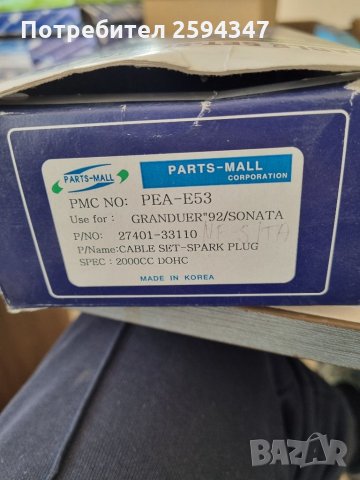 Потребител 2594347
PARTS-MALL
PARTS-MALL
CORPORATION
PMC NO: PEA-E53
Use for : GRANDUER"92/SONATA
P/NO: 27401-33110
P/Name:CABLE SET-SPARK PLUG
SPEC : 2000CC DOHC
MADE IN KOREA
BAZAR